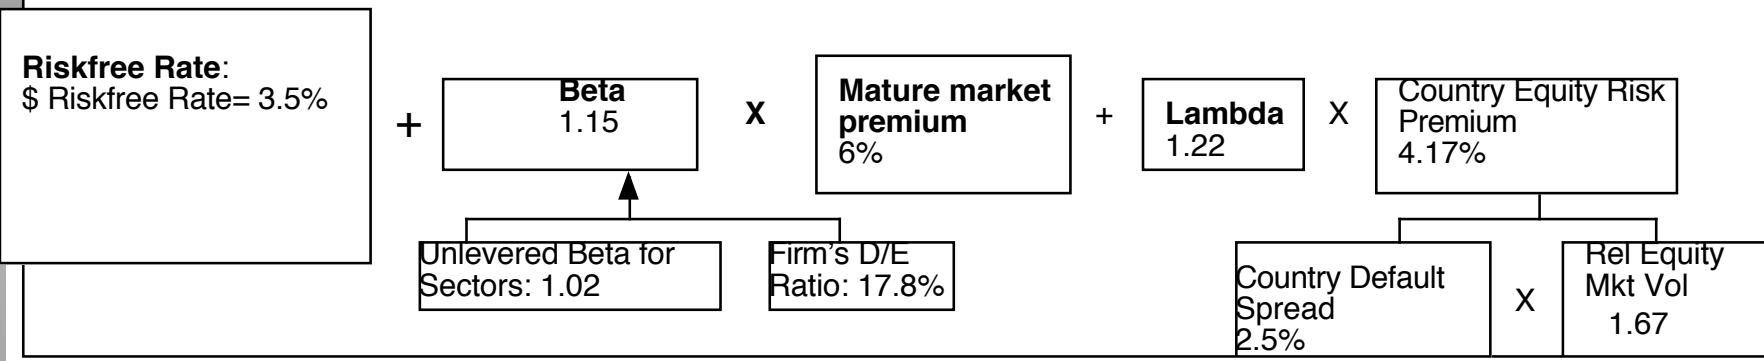 Riskfree Rate:
$ Riskfree Rate= 3.5%
+
Beta
1.15
X
Mature market
premium
6%
+
Lambda
1.22
X
Country Equity Risk
Premium
4.17%
Unlevered Beta for
Sectors: 1.02
Firm's D/E
Ratio: 17.8%
Country Default
Spread
2.5%
X
Rel Equity
Mkt Vol
1.67